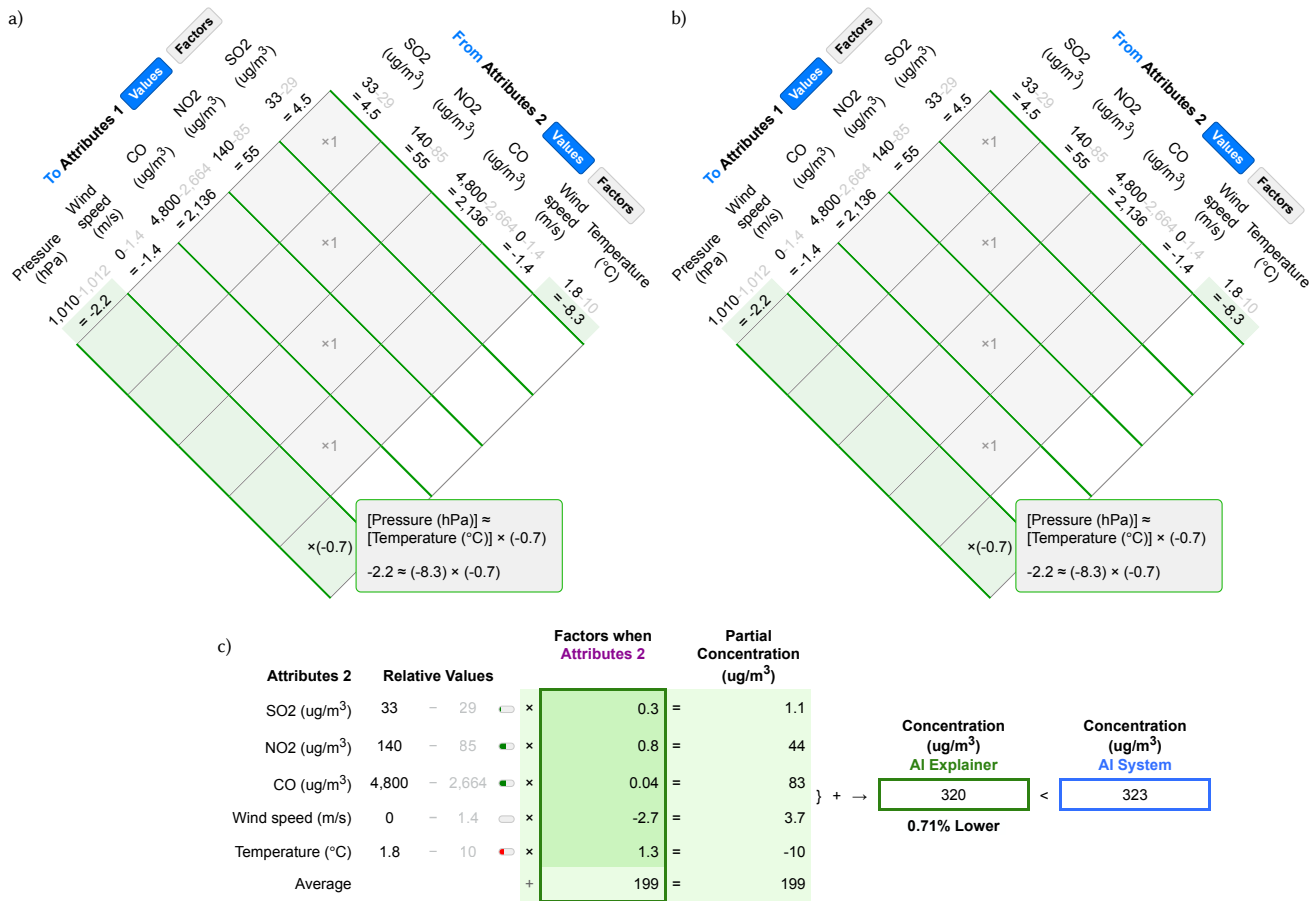 a)
To Attributes 1 Values Factors
Pressure
(hPa)
Wind
speed
(m/s)
CO
(ug/m³)
NO2
(ug/m³)
SO2
(ug/m³)
1,010-1,012
= -2.2
0-1.4
= -1.4
4,800-2,664
= 2,136
140-85
= 55
33-29
= 4.5
From Attributes 2 Values Factors
SO2
(ug/m³)
NO2
(ug/m³)
CO
(ug/m³)
Wind
speed
(m/s)
Temperature
(°C)
33-29
= 4.5
140-85
= 55
4,800-2,664
= 2,136
0-1.4
= -1.4
1.8-10
= -8.3
×1
×1
×1
×1
×(-0.7)
[Pressure (hPa)] ≈
[Temperature (°C)] × (-0.7)
-2.2 ≈ (-8.3) × (-0.7)
b)
To Attributes 1 Values Factors
Pressure
(hPa)
Wind
speed
(m/s)
CO
(ug/m³)
NO2
(ug/m³)
SO2
(ug/m³)
1,010-1,012
= -2.2
0-1.4
= -1.4
4,800-2,664
= 2,136
140-85
= 55
33-29
= 4.5
From Attributes 2 Values Factors
SO2
(ug/m³)
NO2
(ug/m³)
CO
(ug/m³)
Wind
speed
(m/s)
Temperature
(°C)
33-29
= 4.5
140-85
= 55
4,800-2,664
= 2,136
0-1.4
= -1.4
1.8-10
= -8.3
×1
×1
×1
×1
×(-0.7)
[Pressure (hPa)] ≈
[Temperature (°C)] × (-0.7)
-2.2 ≈ (-8.3) × (-0.7)
c)
Attributes 2
Relative Values
Factors when
Attributes 2
Partial
Concentration
(ug/m³)
SO2 (ug/m³) 33 – 29 × 0.3 = 1.1
NO2 (ug/m³) 140 – 85 × 0.8 = 44
CO (ug/m³) 4,800 – 2,664 × 0.04 = 83
Wind speed (m/s) 0 – 1.4 × -2.7 = 3.7
Temperature (°C) 1.8 – 10 × 1.3 = -10
Average + 199 = 199
} + →
Concentration
(ug/m³)
AI Explainer
320
0.71% Lower
<
Concentration
(ug/m³)
AI System
323